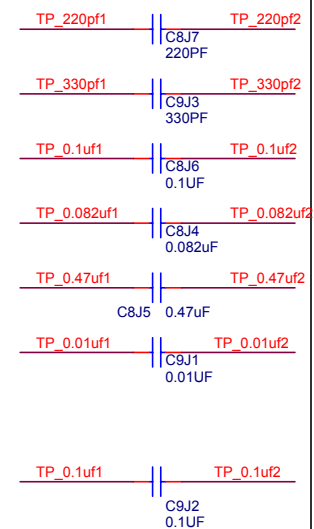 TP_220pf1 TP_220pf2
C8J7
220PF
TP_330pf1 TP_330pf2
C9J3
330PF
TP_0.1uf1 TP_0.1uf2
C8J6
0.1UF
TP_0.082uf1 TP_0.082uf2
C8J4
0.082uF
TP_0.47uf1 TP_0.47uf2
C8J5 0.47uF
TP_0.01uf1 TP_0.01uf2
C9J1
0.01UF
TP_0.1uf1 TP_0.1uf2
C9J2
0.1UF